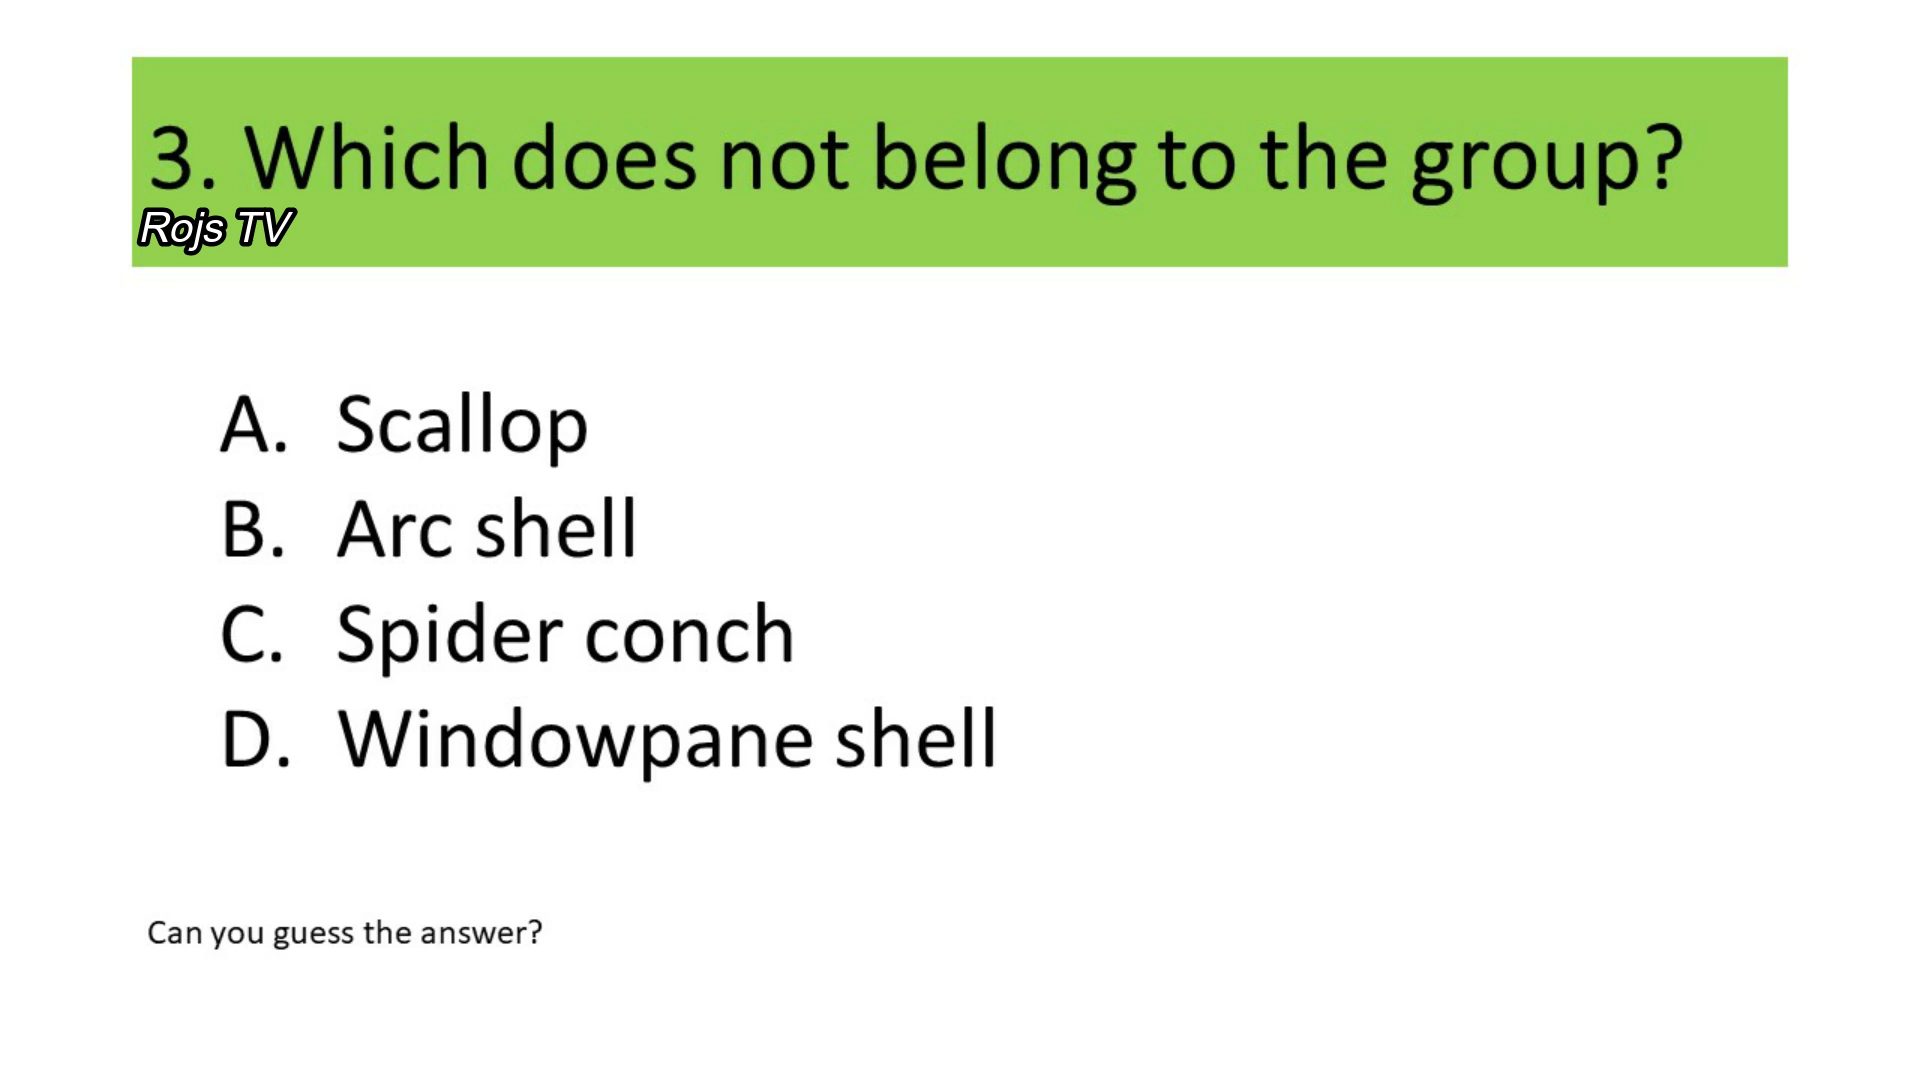 3. Which does not belong to the group?
Rojs TV
A. Scallop
B. Arc shell
C. Spider conch
D. Windowpane shell
Can you guess the answer?